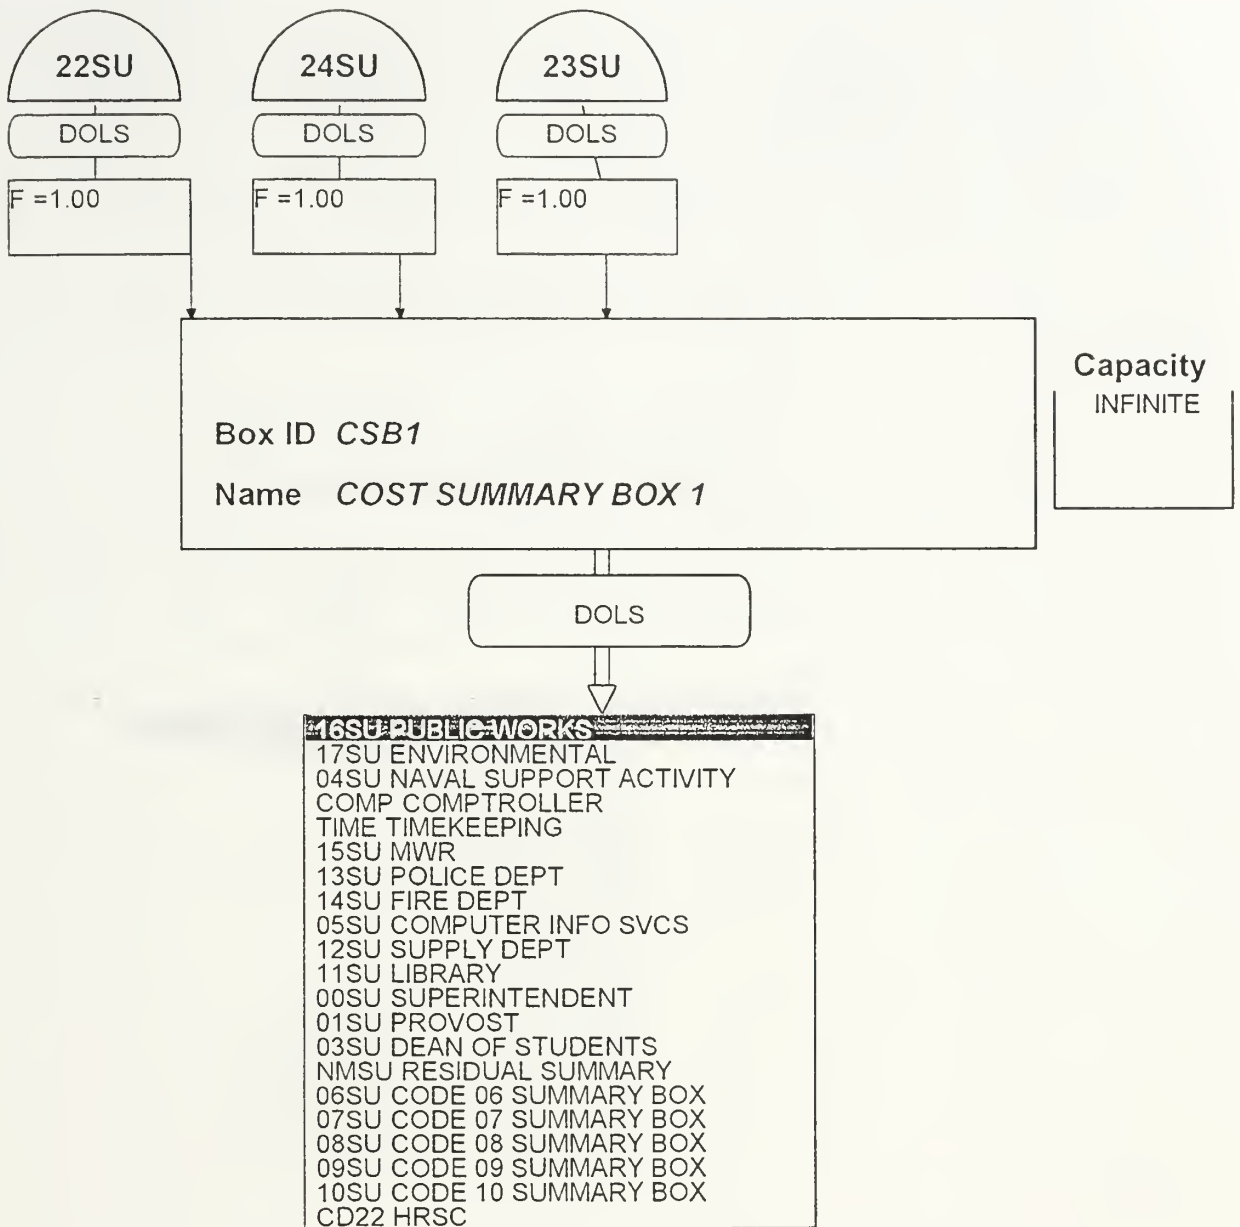 22SU 24SU 23SU
DOLS DOLS DOLS
F =1.00 F =1.00 F =1.00
Capacity
INFINITE
Box ID CSB1
Name COST SUMMARY BOX 1
DOLS
16SU PUBLIC WORKS
17SU ENVIRONMENTAL
04SU NAVAL SUPPORT ACTIVITY
COMP COMPTROLLER
TIME TIMEKEEPING
15SU MWR
13SU POLICE DEPT
14SU FIRE DEPT
05SU COMPUTER INFO SVCS
12SU SUPPLY DEPT
11SU LIBRARY
00SU SUPERINTENDENT
01SU PROVOST
03SU DEAN OF STUDENTS
NMSU RESIDUAL SUMMARY
06SU CODE 06 SUMMARY BOX
07SU CODE 07 SUMMARY BOX
08SU CODE 08 SUMMARY BOX
09SU CODE 09 SUMMARY BOX
10SU CODE 10 SUMMARY BOX
CD22 HRSC